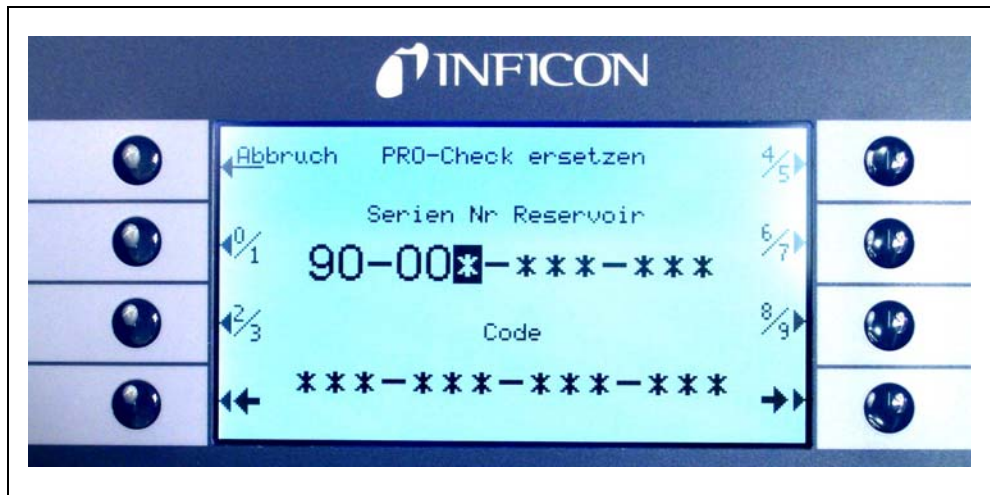 INFICON
Abbruch PRO-Check ersetzen 4/5
Serien Nr Reservoir
0/1 90-00*-***-*** 6/7
2/3 Code 8/9
***-***-***-***